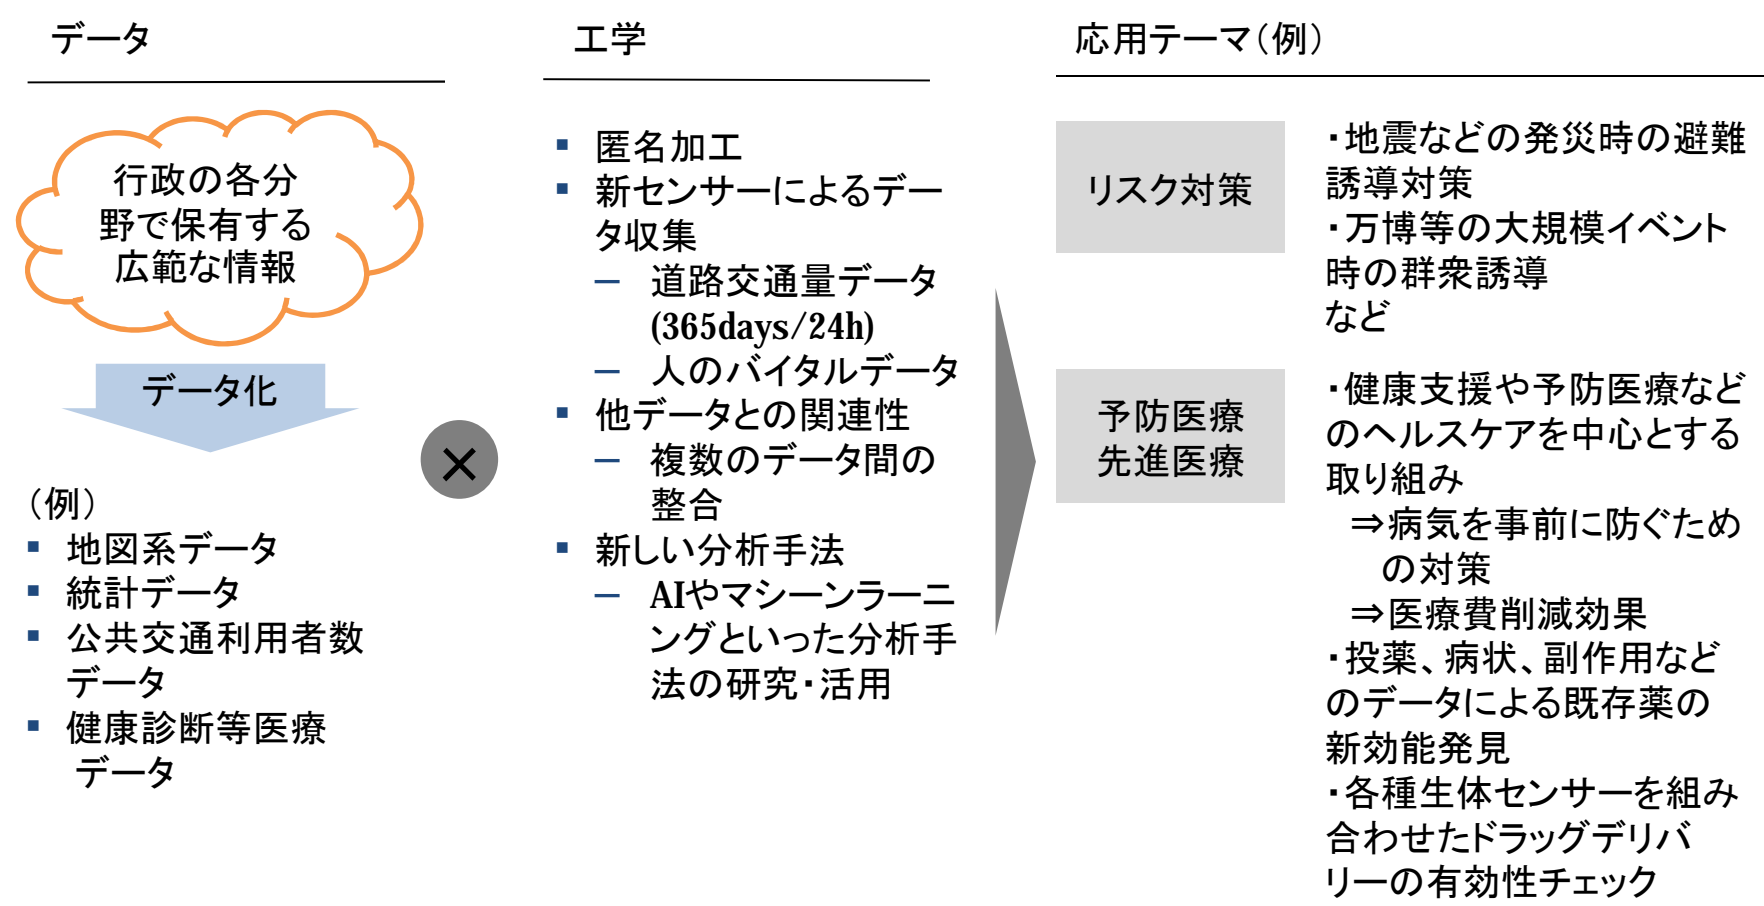 データ
行政の各分
野で保有する
広範な情報
データ化
（例）
▪ 地図系データ
▪ 統計データ
▪ 公共交通利用者数
データ
▪ 健康診断等医療
データ
×
工学
▪ 匿名加工
▪ 新センサーによるデー
タ収集
― 道路交通量データ
(365days/24h)
― 人のバイタルデータ
▪ 他データとの関連性
― 複数のデータ間の
整合
▪ 新しい分析手法
― AIやマシーンラーニ
ングといった分析手
法の研究・活用
応用テーマ（例）
リスク対策
・地震などの発災時の避難
誘導対策
・万博等の大規模イベント
時の群衆誘導
など
予防医療
先進医療
・健康支援や予防医療など
のヘルスケアを中心とする
取り組み
⇒病気を事前に防ぐため
の対策
⇒医療費削減効果
・投薬、病状、副作用など
のデータによる既存薬の
新効能発見
・各種生体センサーを組み
合わせたドラッグデリバ
リーの有効性チェック